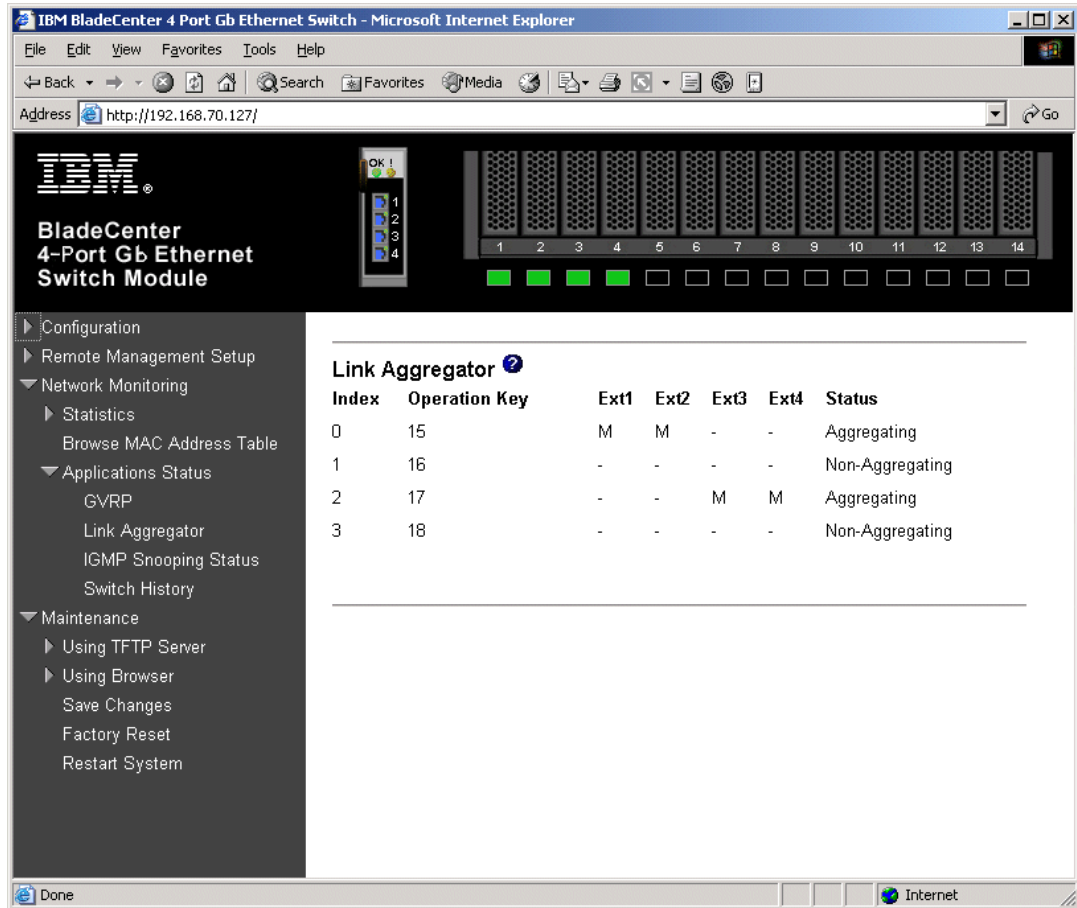 IBM BladeCenter 4 Port Gb Ethernet Switch - Microsoft Internet Explorer
File Edit View Favorites Tools Help
Back Search Favorites Media
Address http://192.168.70.127/ Go
IBM®
BladeCenter
4-Port Gb Ethernet
Switch Module
OK !
1
2
3
4
1 2 3 4 5 6 7 8 9 10 11 12 13 14
Configuration
Remote Management Setup
Network Monitoring
Statistics
Browse MAC Address Table
Applications Status
GVRP
Link Aggregator
IGMP Snooping Status
Switch History
Maintenance
Using TFTP Server
Using Browser
Save Changes
Factory Reset
Restart System
Link Aggregator ?
Index Operation Key Ext1 Ext2 Ext3 Ext4 Status
0 15 M M - - Aggregating
1 16 - - - - Non-Aggregating
2 17 - - M M Aggregating
3 18 - - - - Non-Aggregating
Done Internet